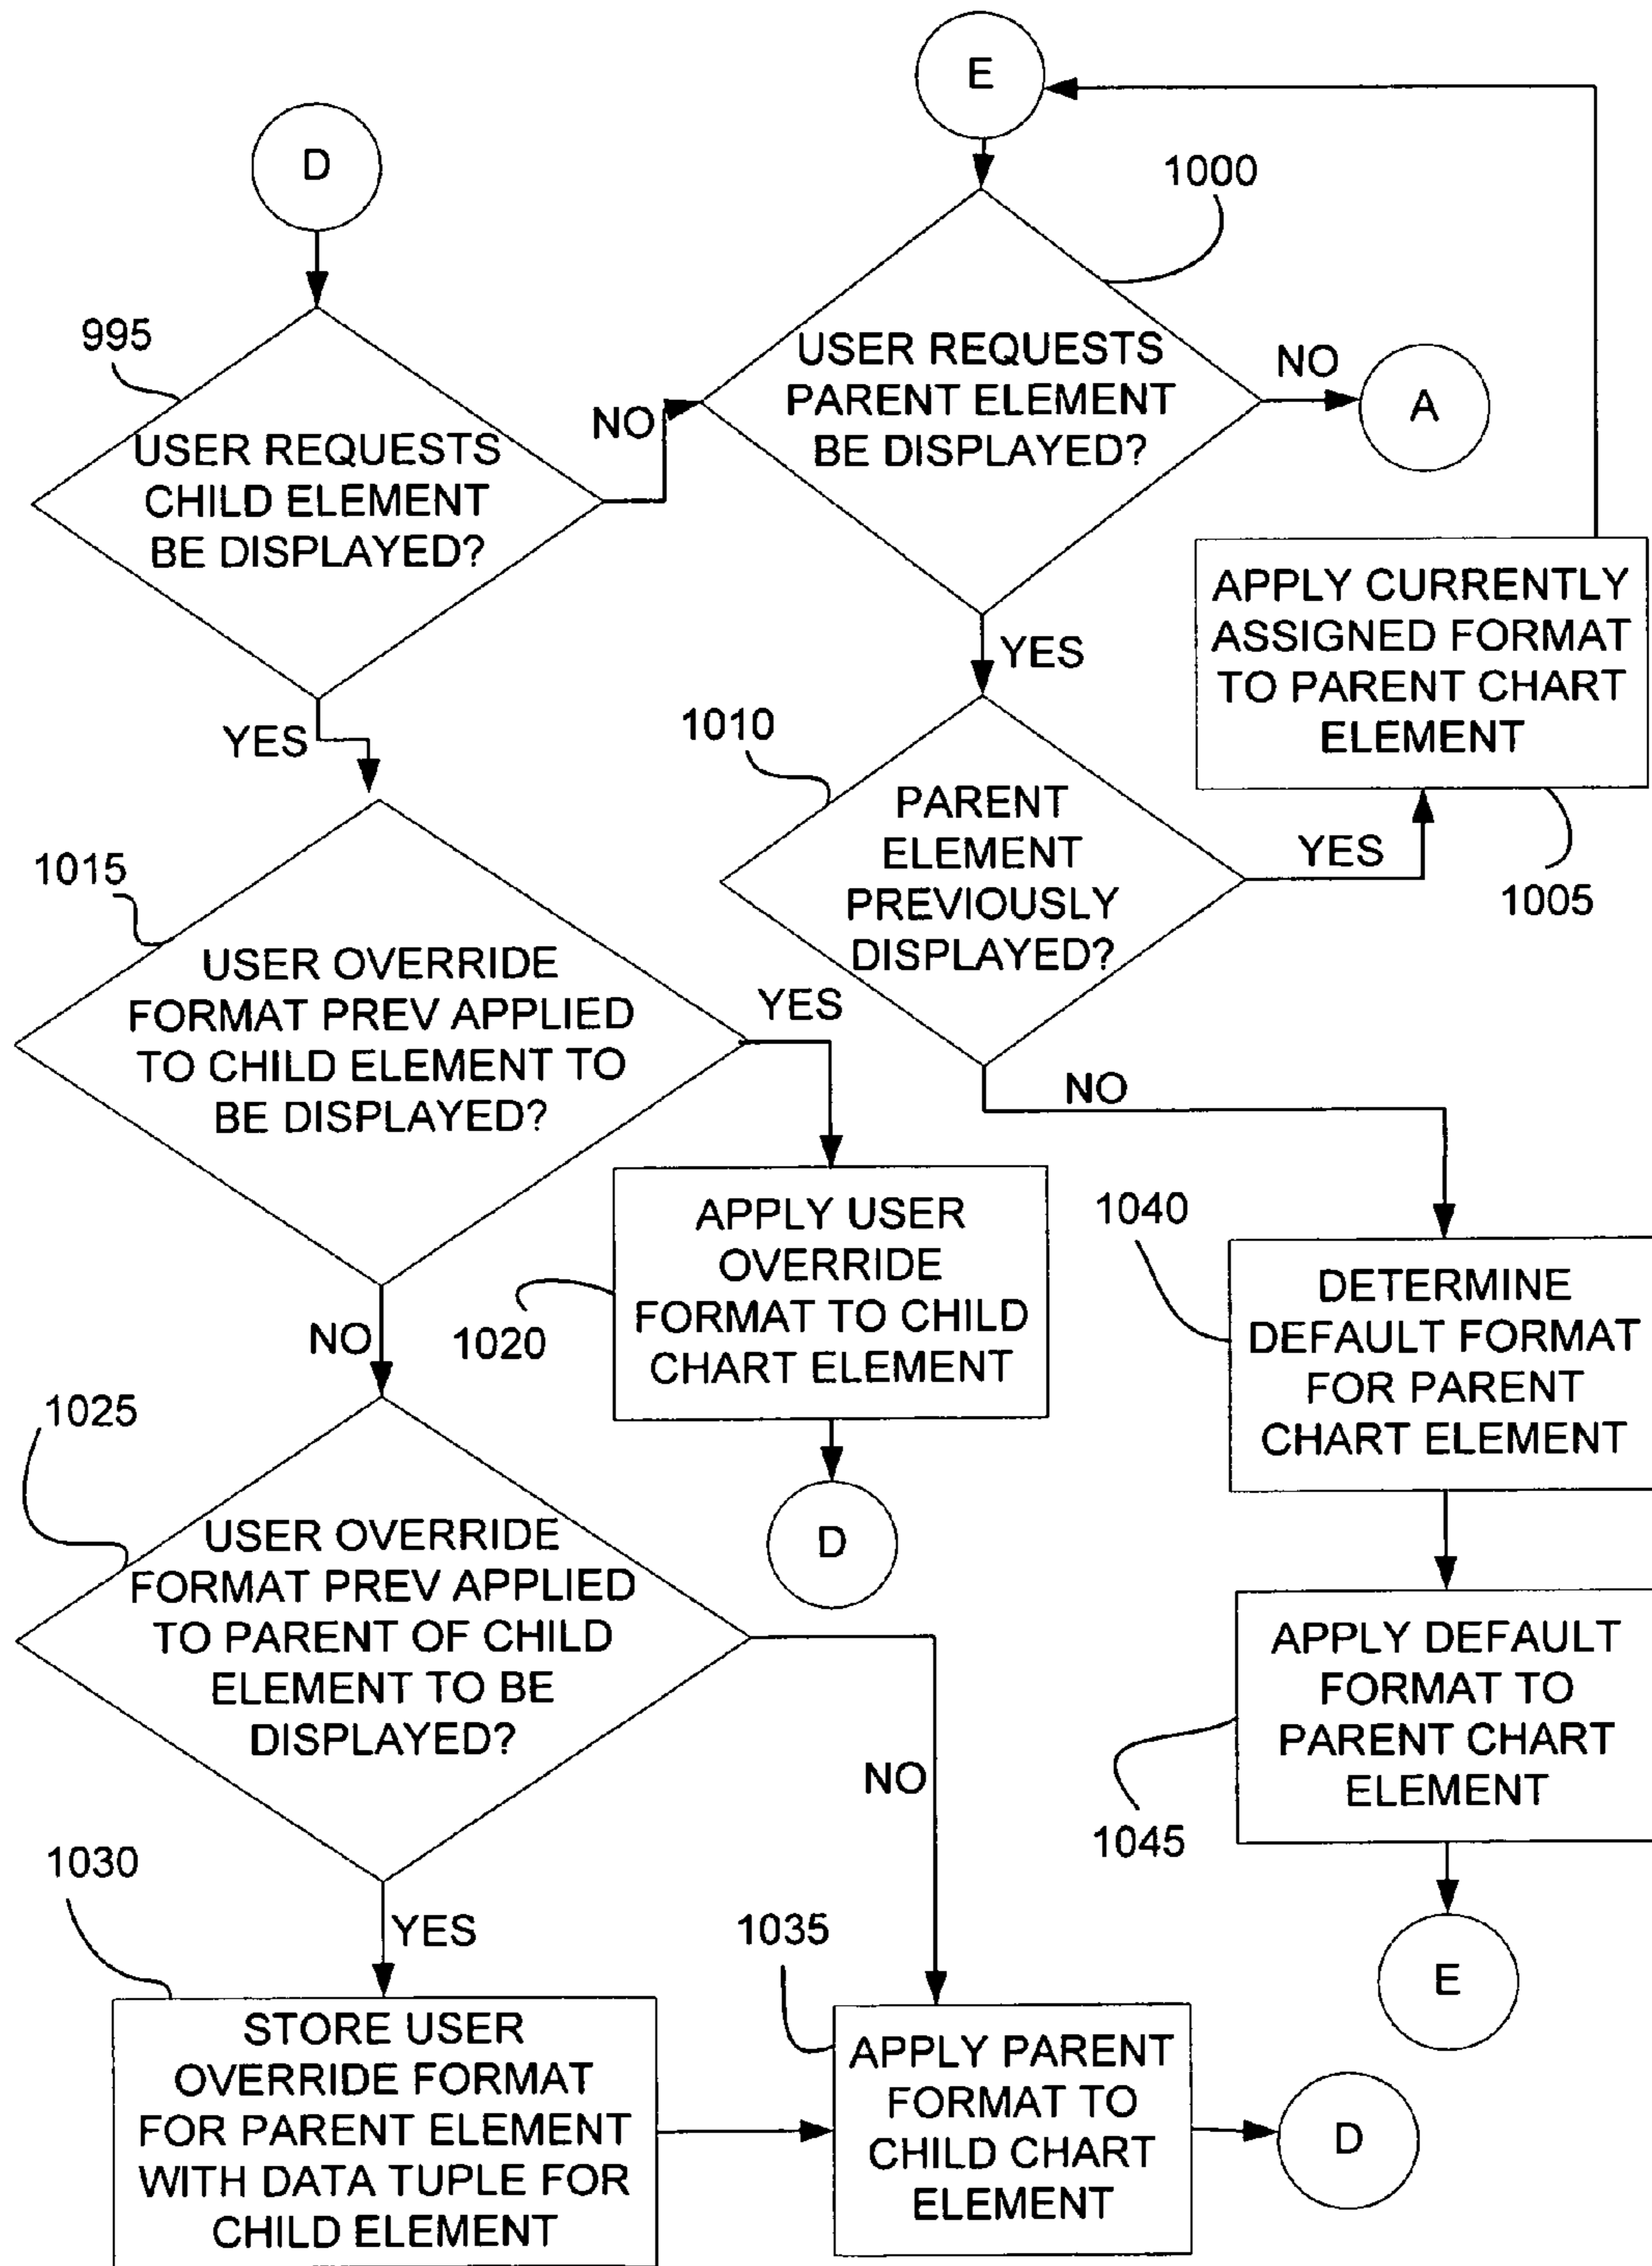 E
D
1000
995
USER REQUESTS
PARENT ELEMENT
BE DISPLAYED?
NO
A
NO
USER REQUESTS
CHILD ELEMENT
BE DISPLAYED?
APPLY CURRENTLY
ASSIGNED FORMAT
TO PARENT CHART
ELEMENT
YES
YES
1010
PARENT
ELEMENT
PREVIOUSLY
DISPLAYED?
YES
1005
1015
USER OVERRIDE
FORMAT PREV APPLIED
TO CHILD ELEMENT TO
BE DISPLAYED?
YES
NO
APPLY USER
OVERRIDE
FORMAT TO CHILD
CHART ELEMENT
1020
1040
DETERMINE
DEFAULT FORMAT
FOR PARENT
CHART ELEMENT
NO
1025
D
USER OVERRIDE
FORMAT PREV APPLIED
TO PARENT OF CHILD
ELEMENT TO BE
DISPLAYED?
APPLY DEFAULT
FORMAT TO
PARENT CHART
ELEMENT
NO
1045
1030
YES
1035
E
STORE USER
OVERRIDE FORMAT
FOR PARENT ELEMENT
WITH DATA TUPLE FOR
CHILD ELEMENT
APPLY PARENT
FORMAT TO
CHILD CHART
ELEMENT
D